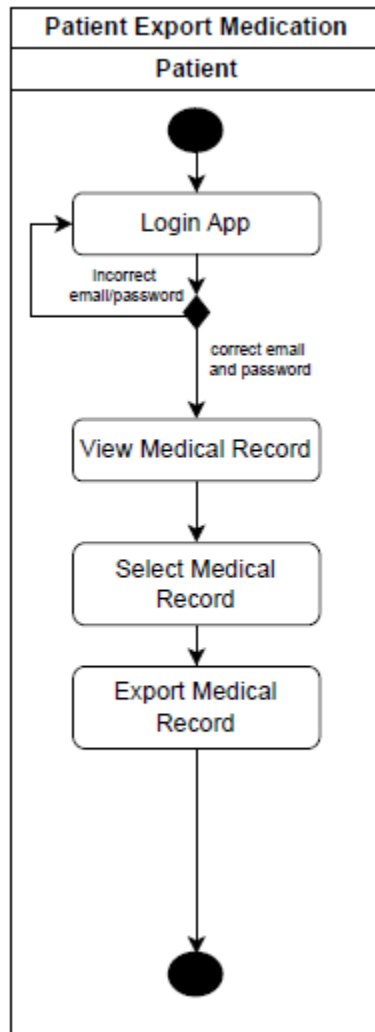 Patient Export Medication
Patient
Login App
Incorrect
email/password
correct email
and password
View Medical Record
Select Medical
Record
Export Medical
Record